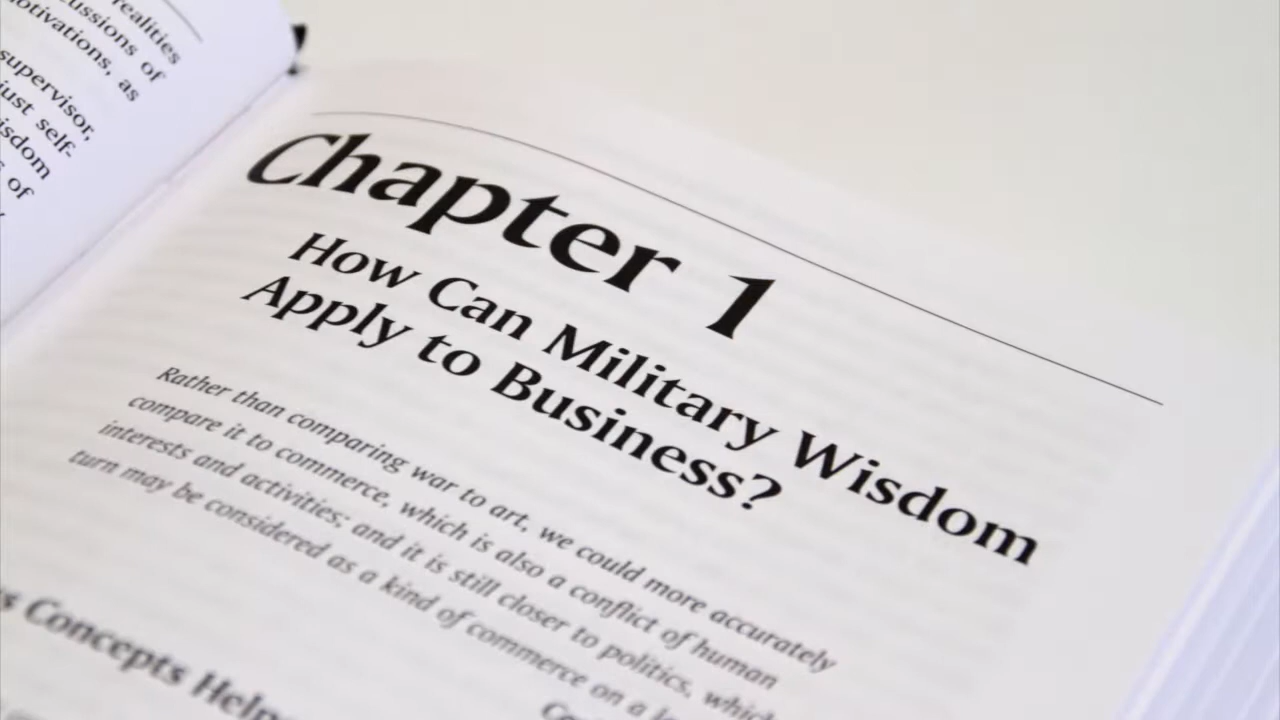 realities
cussions of
otivations, as
supervisor,
just self-
isdom
s of
Chapter 1
How Can Military Wisdom
Apply to Business?
Rather than comparing war to art, we could more accurately
compare it to commerce, which is also a conflict of human
interests and activities; and it is still closer to politics, which
turn may be considered as a kind of commerce on a
s Concepts Help